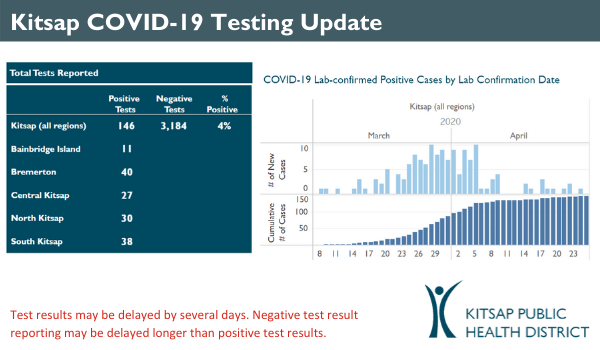 Kitsap COVID-19 Testing Update
Total Tests Reported
Positive Tests Negative Tests % Positive
Kitsap (all regions) 146 3,184 4%
Bainbridge Island 11
Bremerton 40
Central Kitsap 27
North Kitsap 30
South Kitsap 38
COVID-19 Lab-confirmed Positive Cases by Lab Confirmation Date
Kitsap (all regions)
2020
March April
# of New Cases
10
5
0
Cumulative # of Cases
150
50
8 11 14 17 20 23 26 29 2 5 8 11 14 17 20 23
Test results may be delayed by several days. Negative test result
reporting may be delayed longer than positive test results.
KITSAP PUBLIC
HEALTH DISTRICT